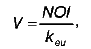 V = NOI / k_eu,